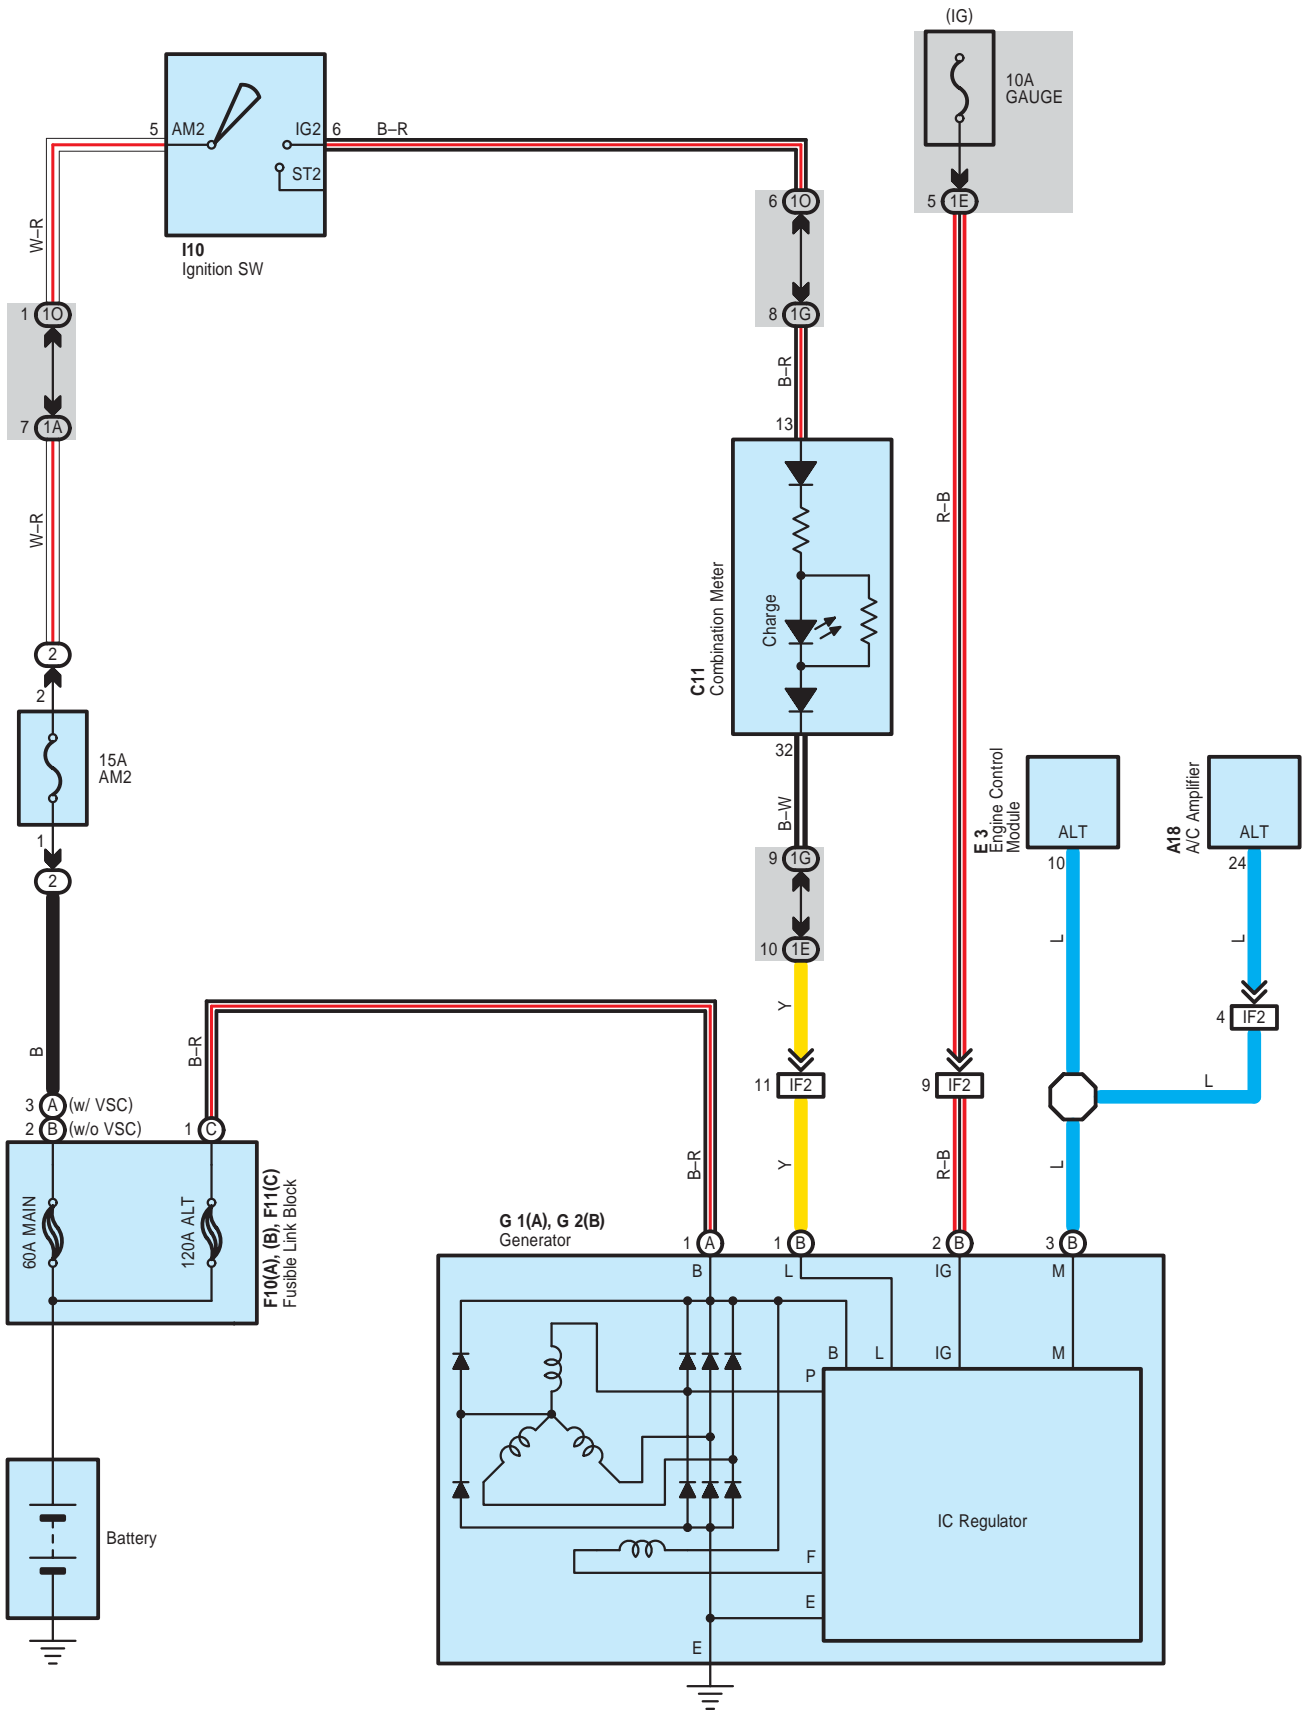 (IG)
10A
GAUGE
5 1E
5 AM2
IG2 6
B–R
ST2
I10
Ignition SW
W–R
6 1O
8 1G
1 1O
7 1A
B–R
13
W–R
R–B
C11
Combination Meter
Charge
2
2
15A
AM2
1
2
32
B–W
9 1G
10 1E
E 3
Engine Control
Module
ALT
10
A18
A/C Amplifier
ALT
24
L
L
B
B–R
Y
4 IF2
11 IF2
9 IF2
L
3 A (w/ VSC)
2 B (w/o VSC)
1 C
B–R
Y
R–B
L
60A MAIN
120A ALT
F10(A), (B), F11(C)
Fusible Link Block
G 1(A), G 2(B)
Generator
1 A
1 B
2 B
3 B
B
L
IG
M
B
L
IG
M
P
IC Regulator
F
E
E
Battery